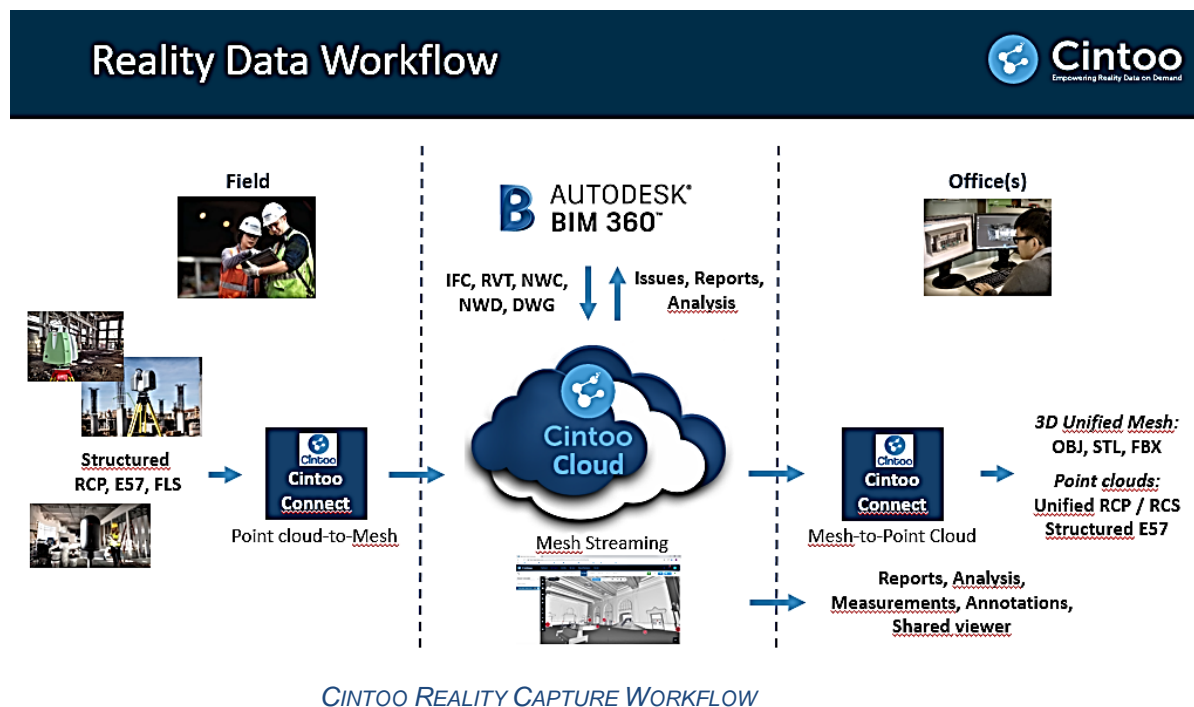 Reality Data Workflow
Cintoo
Empowering Reality Data on Demand
Field
AUTODESK®
BIM 360™
Office(s)
IFC, RVT, NWC,
NWD, DWG
Issues, Reports,
Analysis
Structured
RCP, E57, FLS
Cintoo
Cintoo
Connect
Point cloud-to-Mesh
Cintoo
Cloud
Mesh Streaming
Cintoo
Cintoo
Connect
Mesh-to-Point Cloud
3D Unified Mesh:
OBJ, STL, FBX
Point clouds:
Unified RCP / RCS
Structured E57
Reports, Analysis,
Measurements, Annotations,
Shared viewer
CINTOO REALITY CAPTURE WORKFLOW